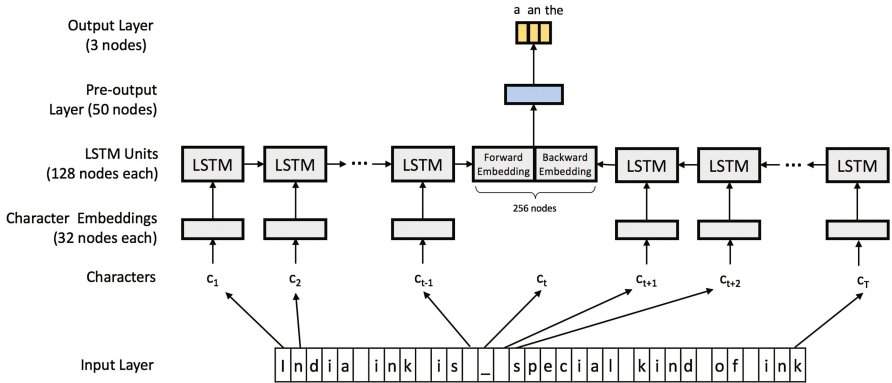 a an the
Output Layer
(3 nodes)
Pre-output
Layer (50 nodes)
LSTM Units
(128 nodes each)
LSTM LSTM ... LSTM Forward Embedding Backward Embedding LSTM LSTM ... LSTM
256 nodes
Character Embeddings
(32 nodes each)
Characters c1 c2 ct-1 ct ct+1 ct+2 cT
Input Layer India ink is _ special kind of ink